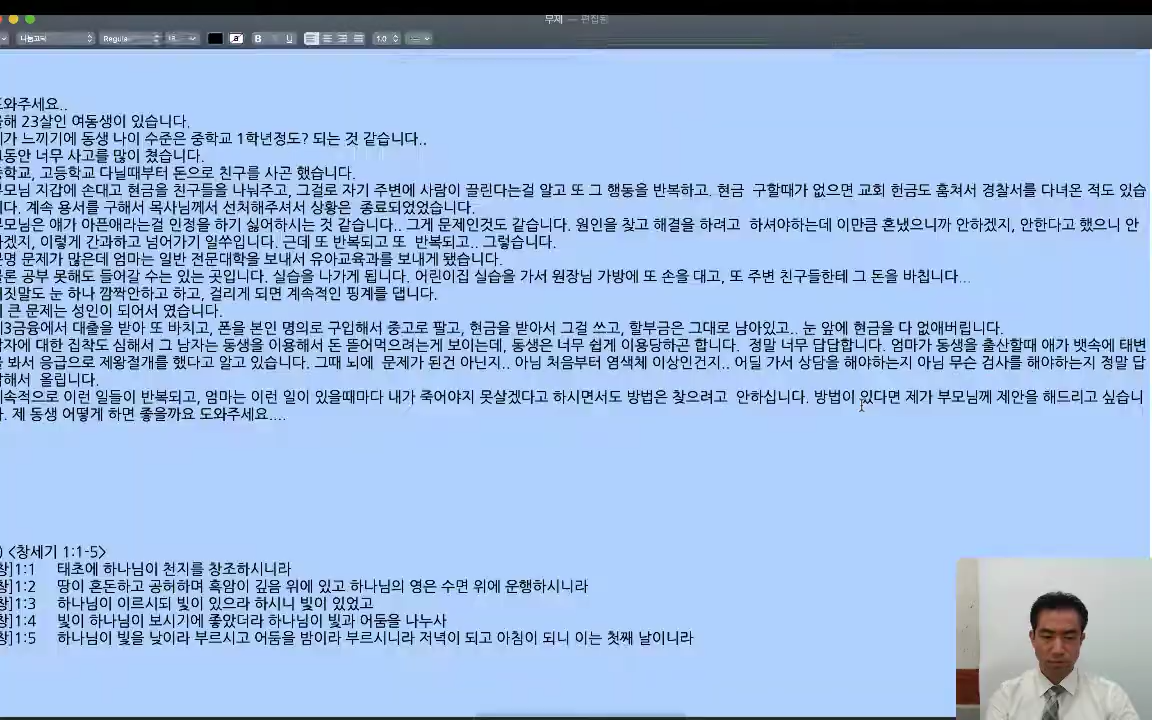 무제 — 편집됨
나눔고딕 Regular 18 B I U 1.0
도와주세요..
올해 23살인 여동생이 있습니다.
제가 느끼기에 동생 나이 수준은 중학교 1학년정도? 되는 것 같습니다..
그동안 너무 사고를 많이 쳤습니다.
중학교, 고등학교 다닐때부터 돈으로 친구를 사곤 했습니다.
부모님 지갑에 손대고 현금을 친구들을 나눠주고, 그걸로 자기 주변에 사람이 끌린다는걸 알고 또 그 행동을 반복하고. 현금 구할때가 없으면 교회 헌금도 훔쳐서 경찰서를 다녀온 적도 있습
니다. 계속 용서를 구해서 목사님께서 선처해주셔서 상황은 종료되었었습니다.
부모님은 얘가 아픈애라는걸 인정을 하기 싫어하시는 것 같습니다.. 그게 문제인것도 같습니다. 원인을 찾고 해결을 하려고 하셔야하는데 이만큼 혼냈으니까 안하겠지, 안한다고 했으니 안
하겠지, 이렇게 간과하고 넘어가기 일쑤입니다. 근데 또 반복되고 또 반복되고.. 그렇습니다.
분명 문제가 많은데 엄마는 일반 전문대학을 보내서 유아교육과를 보내게 됐습니다.
물론 공부 못해도 들어갈 수는 있는 곳입니다. 실습을 나가게 됩니다. 어린이집 실습을 가서 원장님 가방에 또 손을 대고, 또 주변 친구들한테 그 돈을 바칩니다...
거짓말도 눈 하나 깜짝안하고 하고, 걸리게 되면 계속적인 핑계를 댑니다.
더 큰 문제는 성인이 되어서 였습니다.
제3금융에서 대출을 받아 또 바치고, 폰을 본인 명의로 구입해서 중고로 팔고, 현금을 받아서 그걸 쓰고, 할부금은 그대로 남아있고.. 눈 앞에 현금을 다 없애버립니다.
남자에 대한 집착도 심해서 그 남자는 동생을 이용해서 돈 뜯어먹으려는게 보이는데, 동생은 너무 쉽게 이용당하곤 합니다. 정말 너무 답답합니다. 엄마가 동생을 출산할때 애가 뱃속에 태변
을 봐서 응급으로 제왕절개를 했다고 알고 있습니다. 그때 뇌에 문제가 된건 아닌지.. 아님 처음부터 염색체 이상인건지.. 어딜 가서 상담을 해야하는지 아님 무슨 검사를 해야하는지 정말 답
답해서 올립니다.
계속적으로 이런 일들이 반복되고, 엄마는 이런 일이 있을때마다 내가 죽어야지 못살겠다고 하시면서도 방법은 찾으려고 안하십니다. 방법이 있다면 제가 부모님께 제안을 해드리고 싶습니
다. 제 동생 어떻게 하면 좋을까요 도와주세요....
) <창세기 1:1-5>
창]1:1 태초에 하나님이 천지를 창조하시니라
창]1:2 땅이 혼돈하고 공허하며 흑암이 깊음 위에 있고 하나님의 영은 수면 위에 운행하시니라
창]1:3 하나님이 이르시되 빛이 있으라 하시니 빛이 있었고
창]1:4 빛이 하나님이 보시기에 좋았더라 하나님이 빛과 어둠을 나누사
창]1:5 하나님이 빛을 낮이라 부르시고 어둠을 밤이라 부르시니라 저녁이 되고 아침이 되니 이는 첫째 날이니라